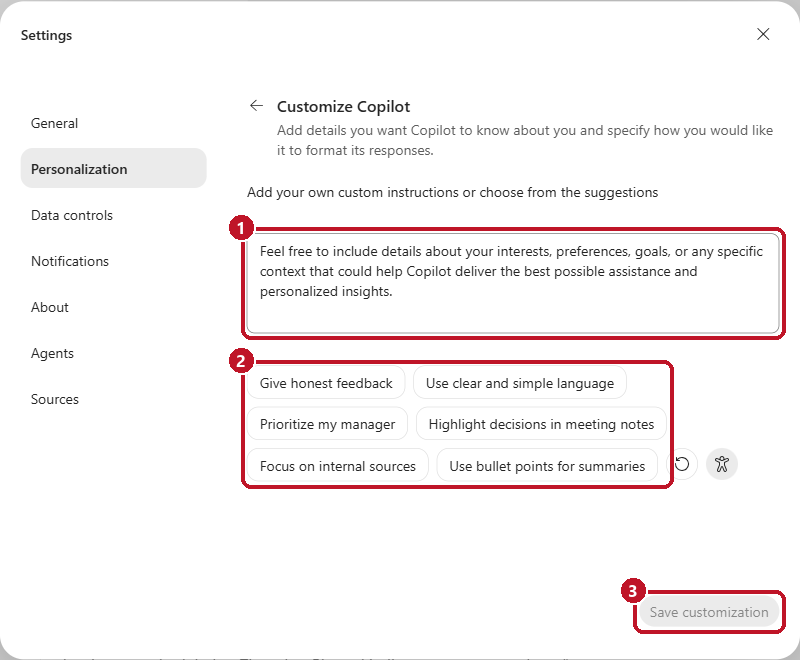 Settings
General
Personalization
Data controls
Notifications
About
Agents
Sources
Customize Copilot
Add details you want Copilot to know about you and specify how you would like
it to format its responses.
Add your own custom instructions or choose from the suggestions
1
Feel free to include details about your interests, preferences, goals, or any specific
context that could help Copilot deliver the best possible assistance and
personalized insights.
2
Give honest feedback
Use clear and simple language
Prioritize my manager
Highlight decisions in meeting notes
Focus on internal sources
Use bullet points for summaries
3
Save customization